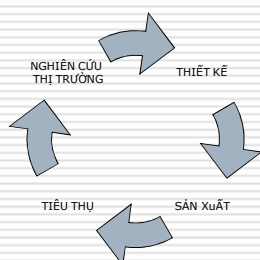 NGHIÊN CỨU
THỊ TRƯỜNG
THIẾT KẾ
TIÊU THỤ
SẢN XuẤT